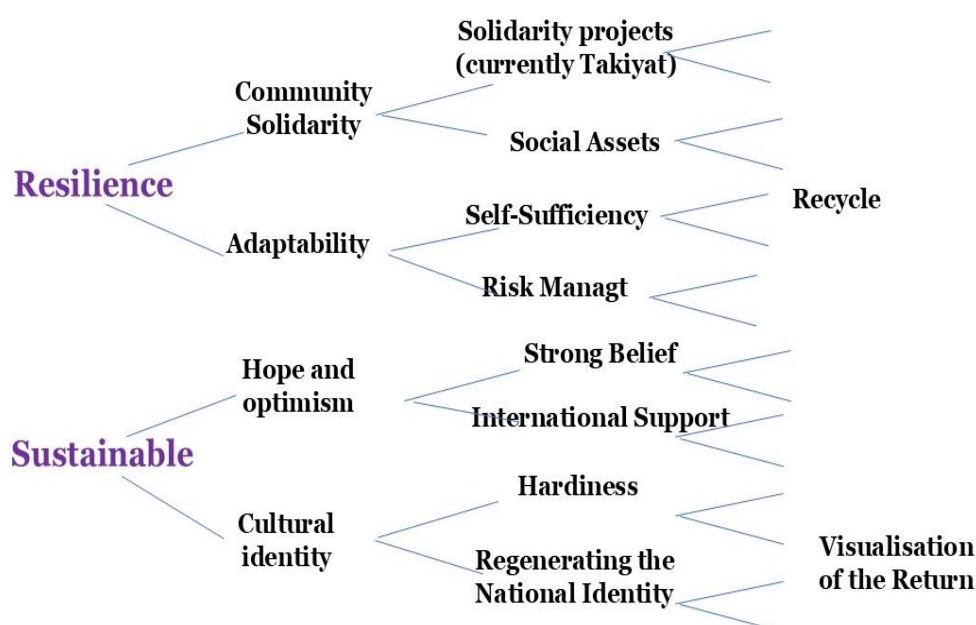 Solidarity projects
(currently Takiyat)
Community
Solidarity
Social Assets
Resilience
Recycle
Self-Sufficiency
Adaptability
Risk Managt
Strong Belief
Hope and
optimism
International Support
Sustainable
Hardiness
Cultural
identity
Visualisation
of the Return
Regenerating the
National Identity